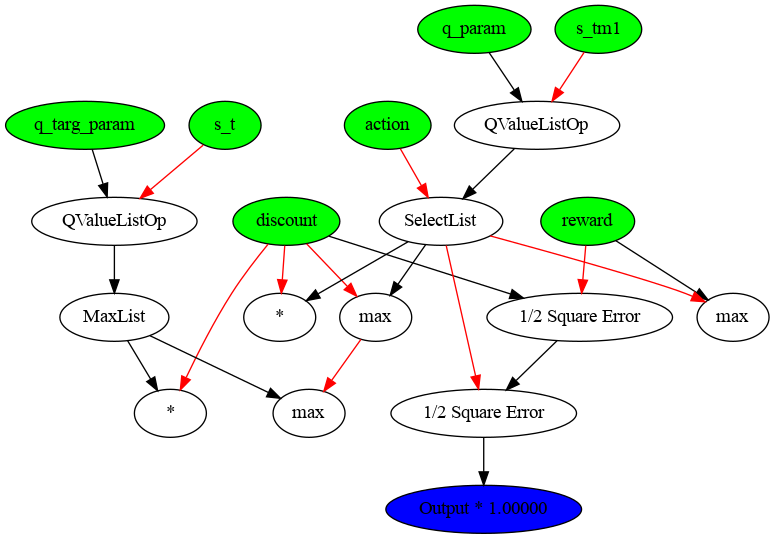 q_param
s_tm1
q_targ_param
s_t
action
QValueListOp
QValueListOp
discount
SelectList
reward
MaxList
*
max
1/2 Square Error
max
*
max
1/2 Square Error
Output * 1.00000